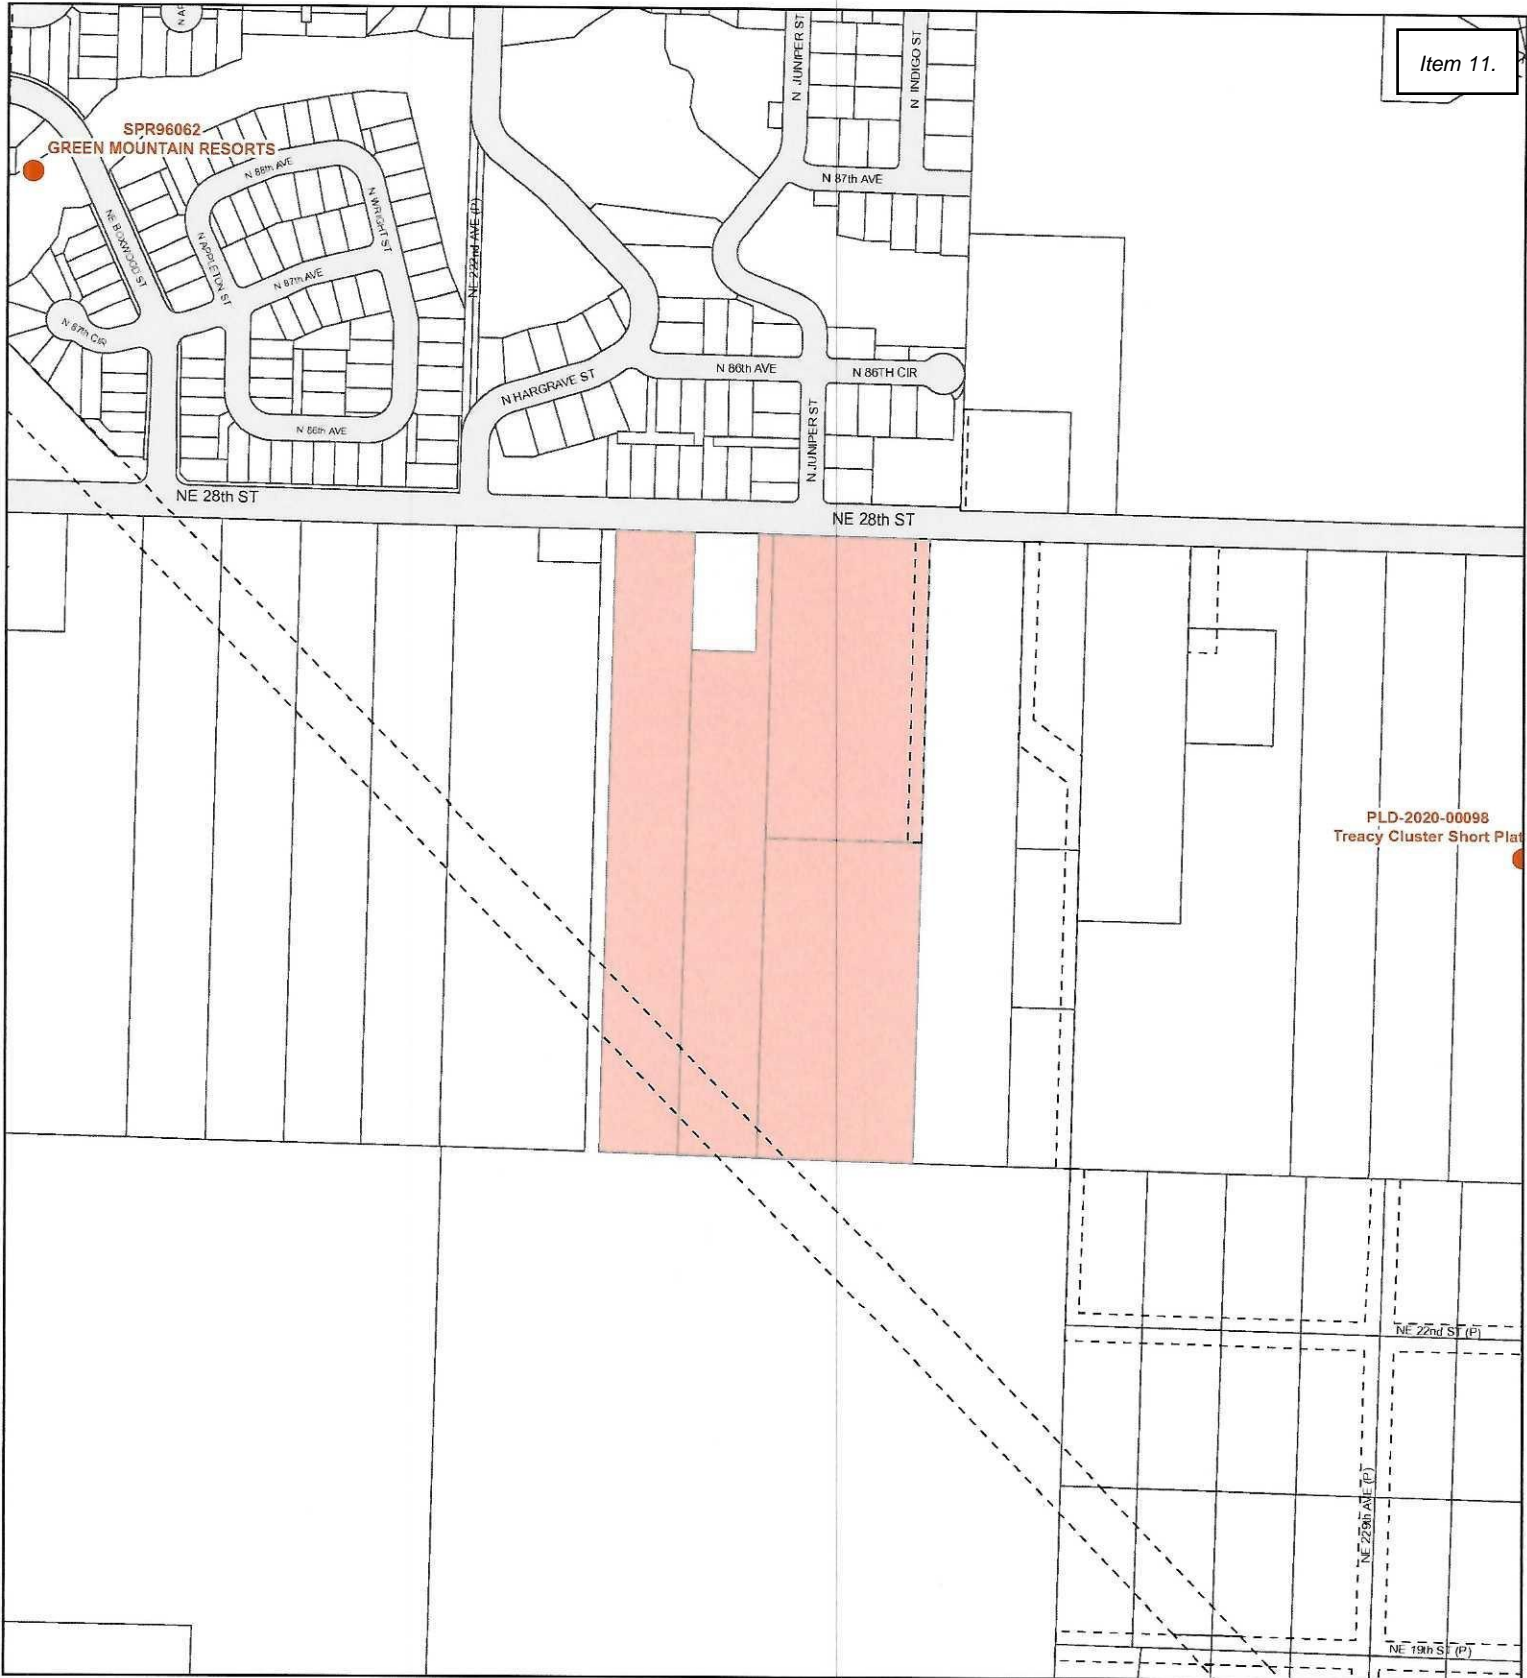 Item 11.
N JUNIPER ST
N INDIGO ST
SPR96062
GREEN MOUNTAIN RESORTS
N 88th AVE
N 87th AVE
N WRIGHT ST
NE BOXWOOD ST
N APPLETON ST
NE 222nd AVE (P)
N 87th AVE
N 87th CIR
N 86th AVE
N 86TH CIR
N HARGRAVE ST
N JUNIPER ST
N 86th AVE
NE 28th ST
NE 28th ST
PLD-2020-00098
Treacy Cluster Short Plat
NE 22nd ST (P)
NE 229th AVE (P)
NE 19th ST (P)